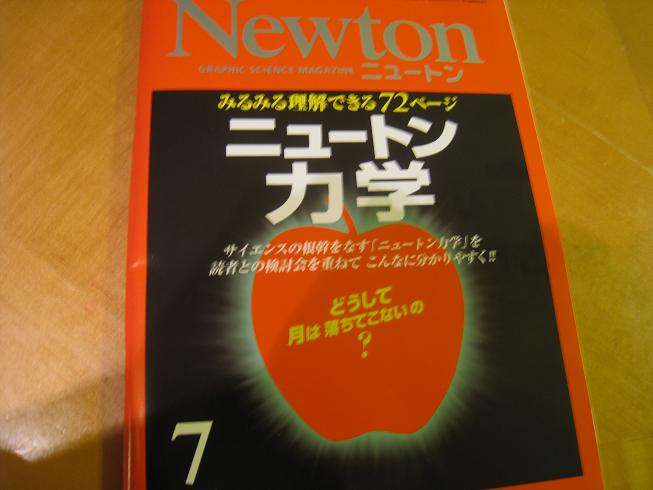 Newton
GRAPHIC SCIENCE MAGAZINE ニュートン
みるみる理解できる72ページ
ニュートン
力学
サイエンスの根幹をなす「ニュートン力学」を
読者との検討会を重ねて こんなに分かりやすく!!
どうして
月は落ちてこないの
?
7